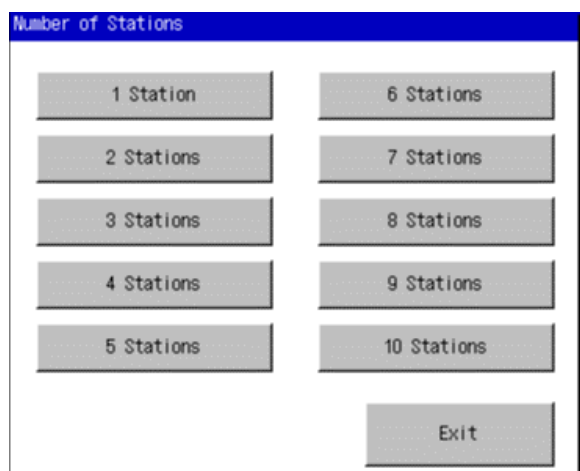 Number of Stations
1 Station
2 Stations
3 Stations
4 Stations
5 Stations
6 Stations
7 Stations
8 Stations
9 Stations
10 Stations
Exit